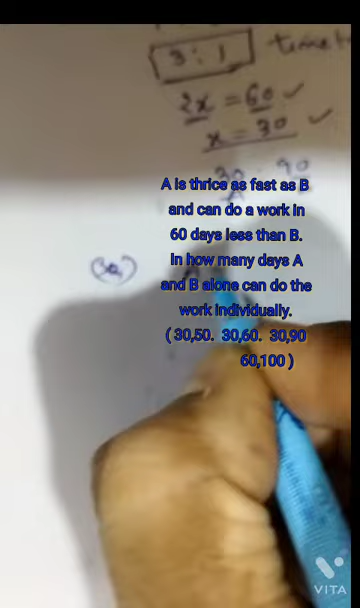 3 : 1
2x = 60 ✓
x = 30 ✓
30 90
A is thrice as fast as B
and can do a work in
60 days less than B.
In how many days A
and B alone can do the
work individually.
( 30,50. 30,60. 30,90
60,100 )
VITA